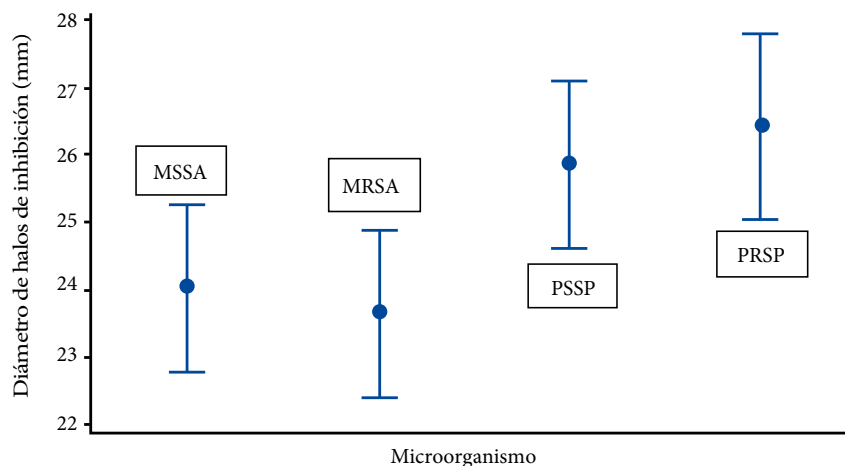 Diámetro de halos de inhibición (mm)
28
27
26
25
24
23
22
MSSA
MRSA
PSSP
PRSP
Microorganismo